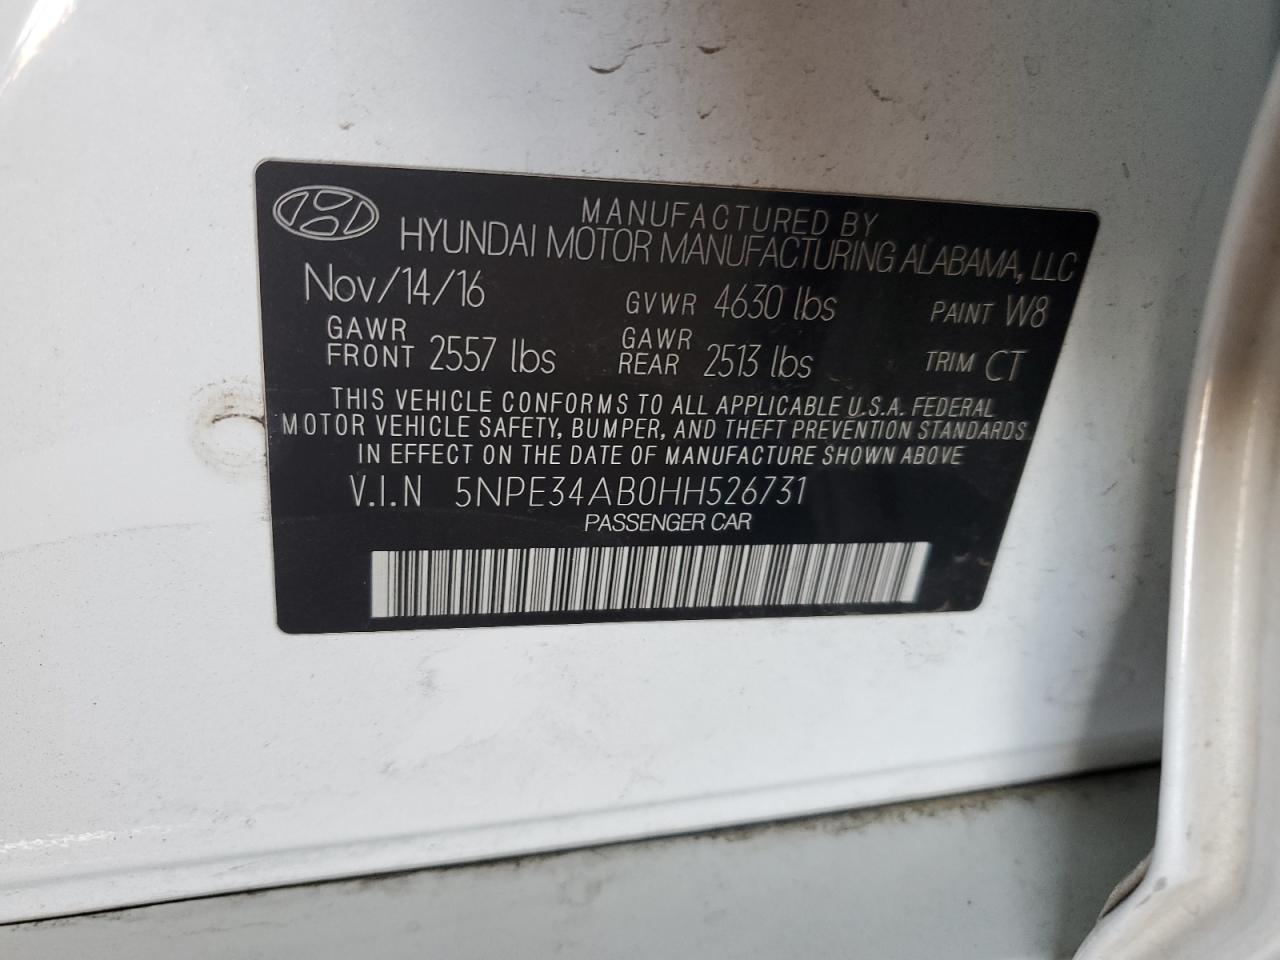 MANUFACTURED BY
HYUNDAI MOTOR MANUFACTURING ALABAMA, LLC
Nov/14/16 GVWR 4630 lbs PAINT W8
GAWR FRONT 2557 lbs GAWR REAR 2513 lbs TRIM CT
THIS VEHICLE CONFORMS TO ALL APPLICABLE U.S.A. FEDERAL
MOTOR VEHICLE SAFETY, BUMPER, AND THEFT PREVENTION STANDARDS
IN EFFECT ON THE DATE OF MANUFACTURE SHOWN ABOVE
V.I.N 5NPE34AB0HH526731
PASSENGER CAR